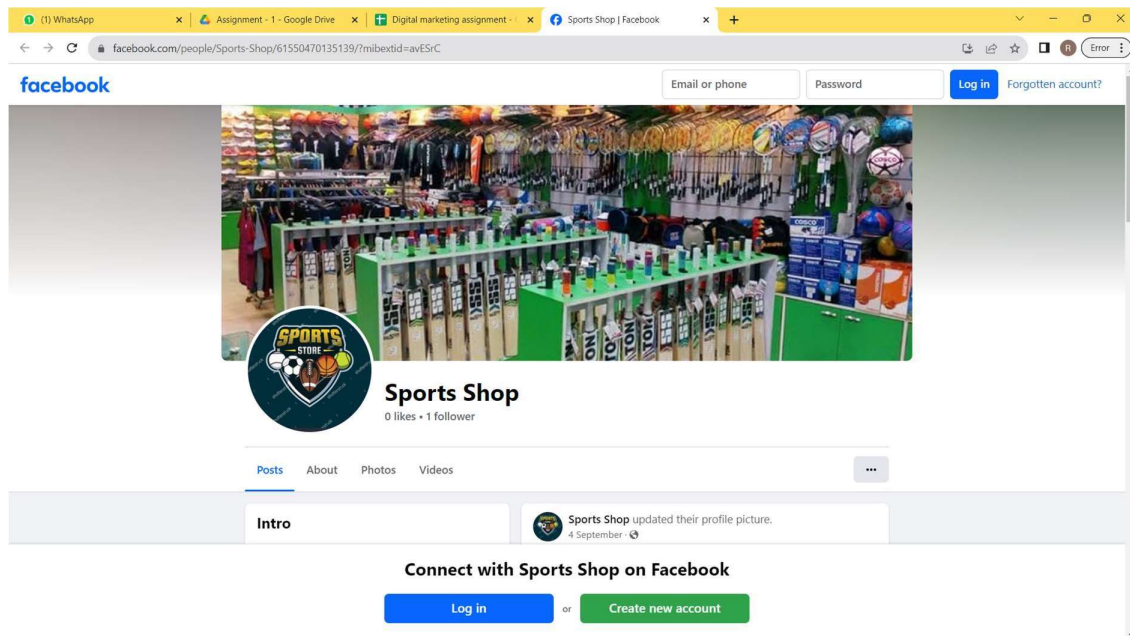 (1) WhatsApp
Assignment - 1 - Google Drive
Digital marketing assignment -
Sports Shop | Facebook
facebook.com/people/Sports-Shop/61550470135139/?mibextid=avESrC
R
Error
facebook
Email or phone
Password
Log in
Forgotten account?
COSCO
COSCO
SPORTS
STORE
Sports Shop
0 likes • 1 follower
Posts
About
Photos
Videos
Intro
Sports Shop updated their profile picture.
4 September ·
Connect with Sports Shop on Facebook
Log in
or
Create new account